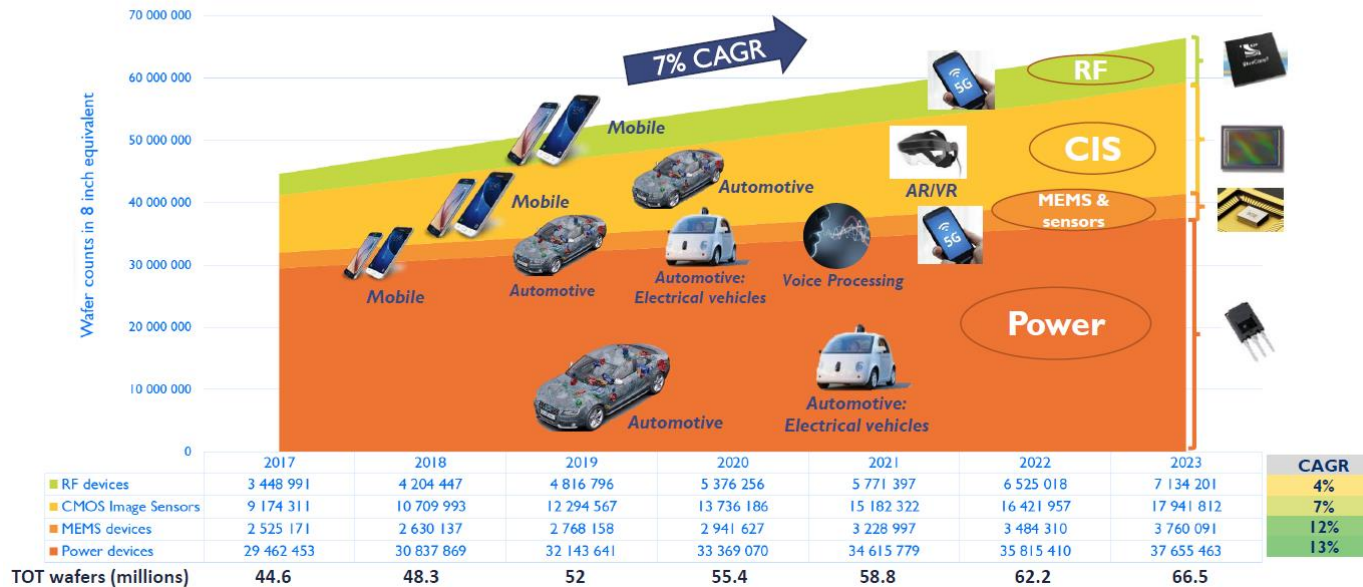 70 000 000
60 000 000
50 000 000
40 000 000
30 000 000
20 000 000
10 000 000
0
Wafer counts in 8 inch equivalent
7% CAGR
5G
RF
Mobile
CIS
Mobile
Automotive
AR/VR
MEMS &
sensors
5G
Mobile
Automotive
Automotive:
Electrical vehicles
Voice Processing
Power
Automotive
Automotive:
Electrical vehicles
2017 2018 2019 2020 2021 2022 2023 CAGR
RF devices 3 448 991 4 204 447 4 816 796 5 376 256 5 771 397 6 525 018 7 134 201 4%
CMOS Image Sensors 9 174 311 10 709 993 12 294 567 13 736 186 15 182 322 16 421 957 17 941 812 7%
MEMS devices 2 525 171 2 630 137 2 768 158 2 941 627 3 228 997 3 484 310 3 760 091 12%
Power devices 29 462 453 30 837 869 32 143 641 33 369 070 34 615 779 35 815 410 37 655 463 13%
TOT wafers (millions) 44.6 48.3 52 55.4 58.8 62.2 66.5